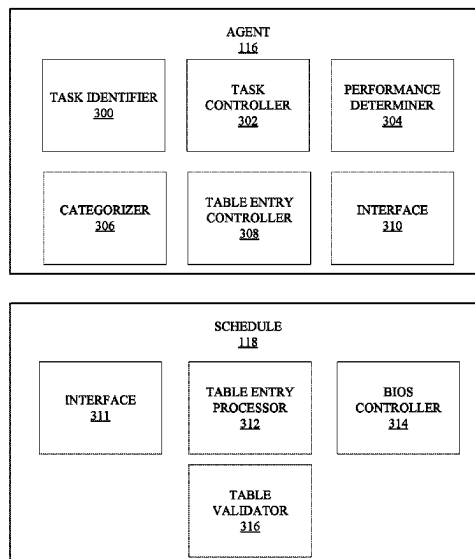 AGENT
116
TASK IDENTIFIER
300
TASK
CONTROLLER
302
PERFORMANCE
DETERMINER
304
CATEGORIZER
306
TABLE ENTRY
CONTROLLER
308
INTERFACE
310
SCHEDULE
118
INTERFACE
311
TABLE ENTRY
PROCESSOR
312
BIOS
CONTROLLER
314
TABLE
VALIDATOR
316